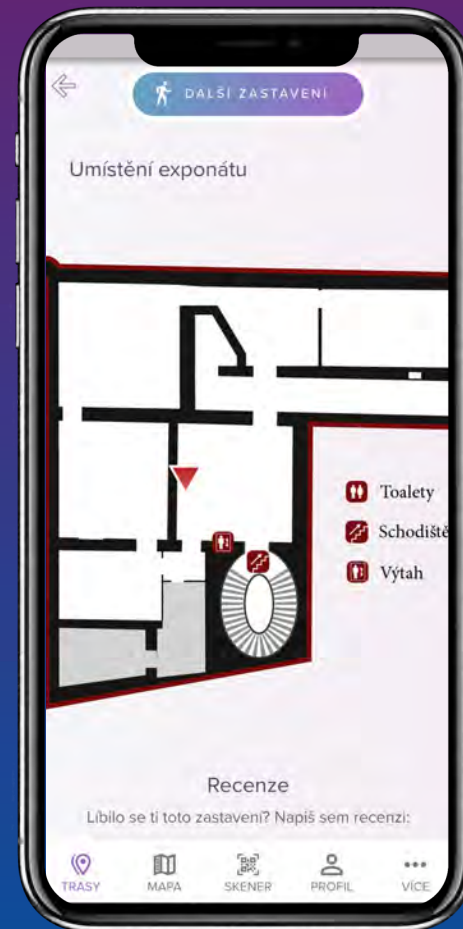 DALŠÍ ZASTAVENÍ
Umístění exponátu
Toalety
Schodiště
Výtah
Recenze
Líbilo se ti toto zastavení? Napiš sem recenzi:
TRASY
MAPA
SKENER
PROFIL
VÍCE